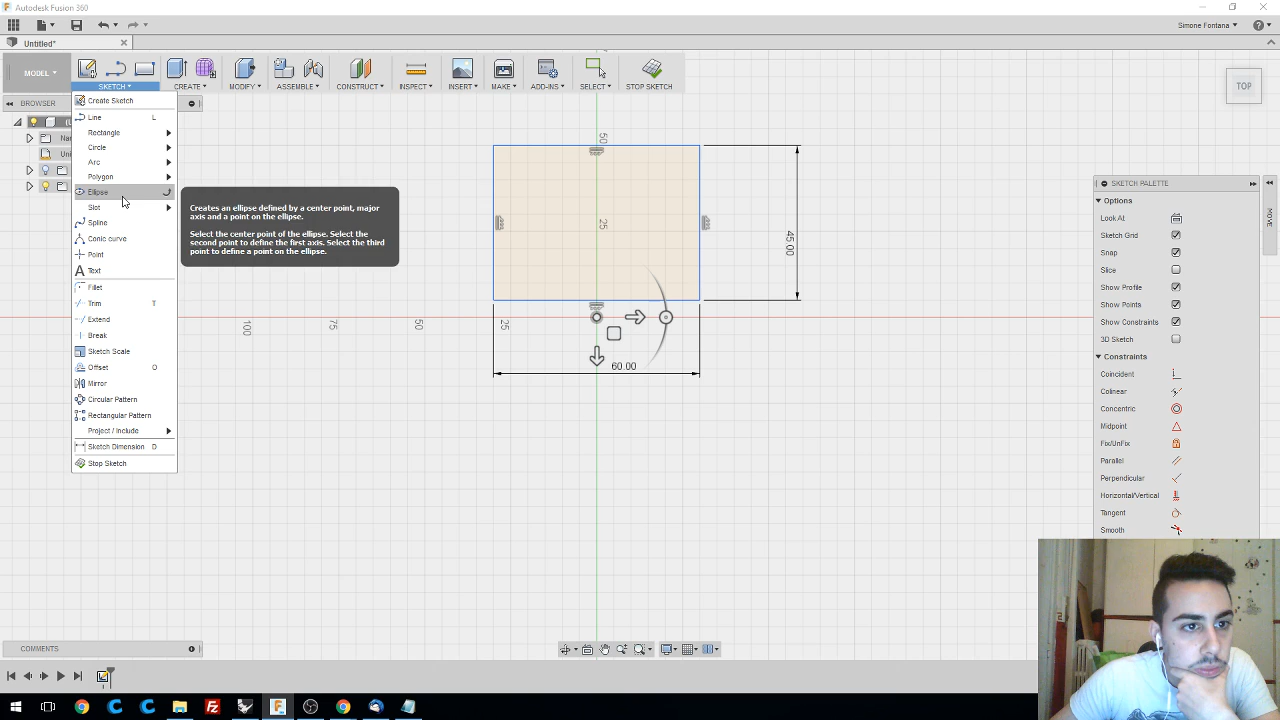 Autodesk Fusion 360
Simone Fontana
Untitled*
MODEL
SKETCH
CREATE
MODIFY
ASSEMBLE
CONSTRUCT
INSPECT
INSERT
MAKE
ADD-INS
SELECT
STOP SKETCH
BROWSER
TOP
Create Sketch
Line L
Rectangle
Circle
Arc
Polygon
Ellipse
Slot
Spline
Conic curve
Point
Text
Fillet
Trim T
Extend
Break
Sketch Scale
Offset O
Mirror
Circular Pattern
Rectangular Pattern
Project / Include
Sketch Dimension D
Stop Sketch
Creates an ellipse defined by a center point, major
axis and a point on the ellipse.
Select the center point of the ellipse. Select the
second point to define the first axis. Select the third
point to define a point on the ellipse.
50
25
45.00
60.00
100
75
50
25
SKETCH PALETTE
MOVE
Options
Look At
Sketch Grid
Snap
Slice
Show Profile
Show Points
Show Constraints
3D Sketch
Constraints
Coincident
Colinear
Concentric
Midpoint
Fix/UnFix
Parallel
Perpendicular
Horizontal/Vertical
Tangent
Smooth
COMMENTS